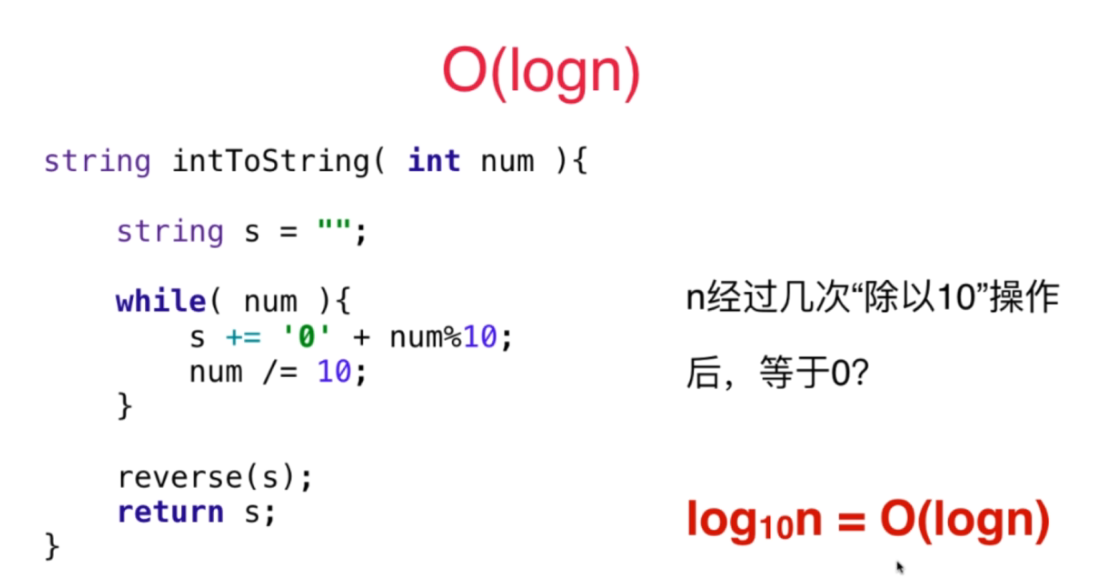 O(logn)
string intToString( int num ){
string s = "";
while( num ){
s += '0' + num%10;
num /= 10;
}
reverse(s);
return s;
}
n经过几次“除以10”操作
后，等于0?
log₁₀n = O(logn)